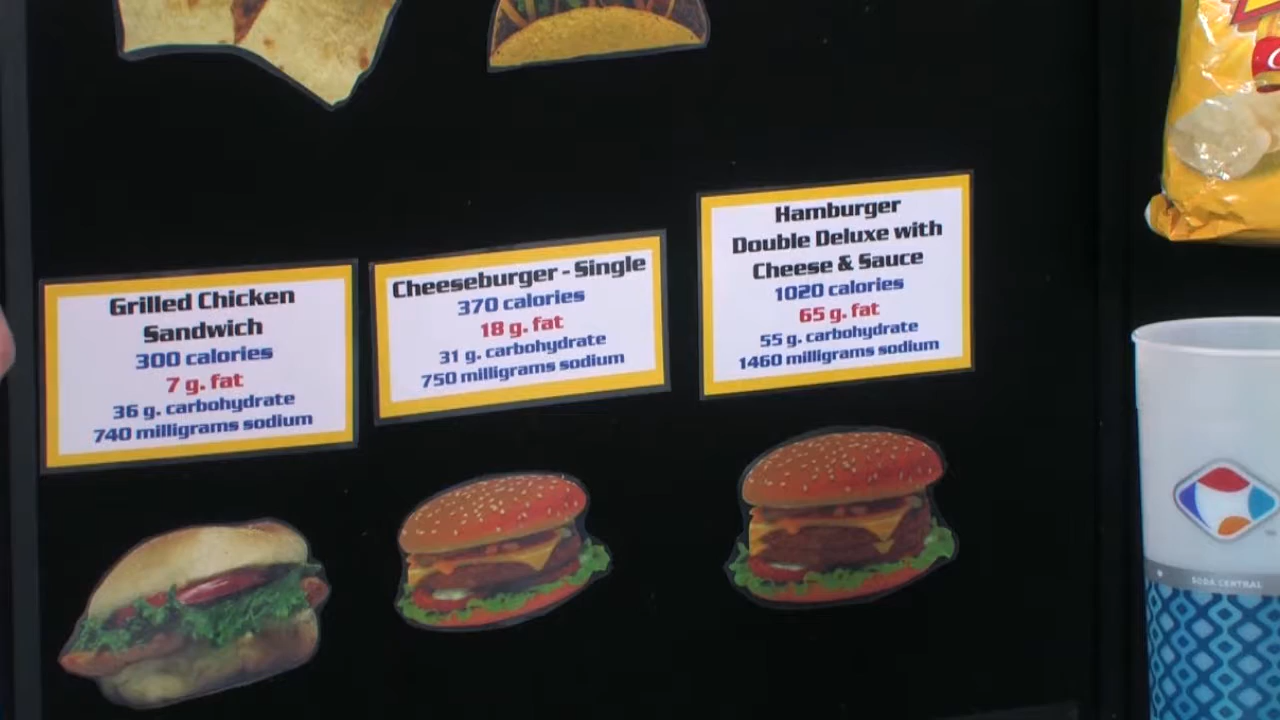 Grilled Chicken
Sandwich
300 calories
7 g. fat
36 g. carbohydrate
740 milligrams sodium
Cheeseburger - Single
370 calories
18 g. fat
31 g. carbohydrate
750 milligrams sodium
Hamburger
Double Deluxe with
Cheese & Sauce
1020 calories
65 g. fat
55 g. carbohydrate
1460 milligrams sodium
SODA CENTRAL